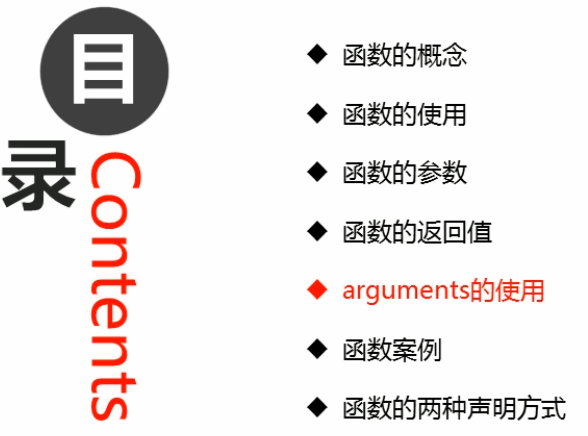 目录
Contents
◆ 函数的概念
◆ 函数的使用
◆ 函数的参数
◆ 函数的返回值
◆ arguments的使用
◆ 函数案例
◆ 函数的两种声明方式